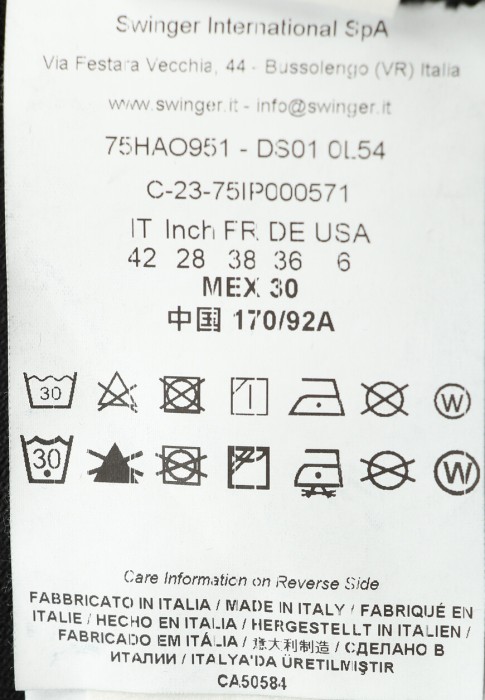 Swinger International SpA
Via Festara Vecchia, 44 - Bussolengo (VR) Italia
www.swinger.it - info@swinger.it
75HAO951 - DS01 0L54
C-23-75IP000571
IT Inch FR DE USA
42 28 38 36 6
MEX 30
中国 170/92A
30 W
30 W
Care Information on Reverse Side
FABBRICATO IN ITALIA / MADE IN ITALY / FABRIQUÉ EN
ITALIE / HECHO EN ITALIA / HERGESTELLT IN ITALIEN /
FABRICADO EM ITÁLIA / 意大利制造 / СДЕЛАНО В
ИТАЛИИ / ITALYA'DA ÜRETILMIŞTIR
CA50584